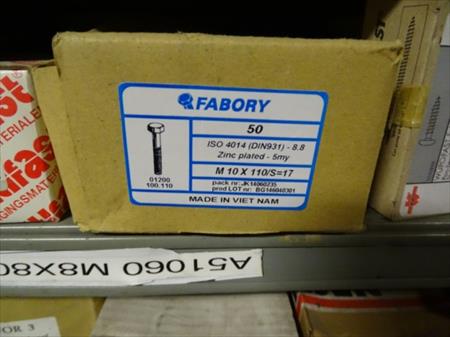 FABORY
50
ISO 4014 (DIN931) - 8.8
Zinc plated - 5my
M 10 X 110/S=17
01200
100.110
pack nr: JK14060235
prod LOT nr: BG146040301
MADE IN VIET NAM
A51060 M8X80